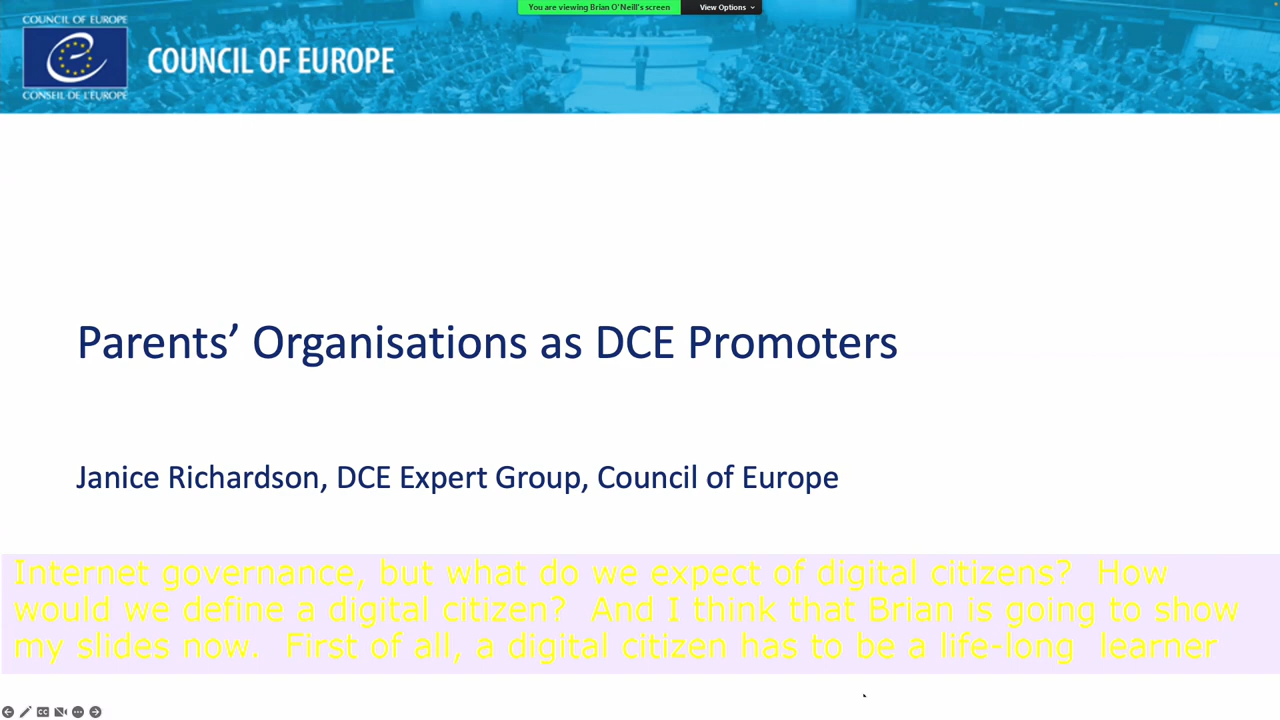 You are viewing Brian O'Neill's screen
View Options
COUNCIL OF EUROPE
COUNCIL OF EUROPE
CONSEIL DE L'EUROPE
Parents’ Organisations as DCE Promoters
Janice Richardson, DCE Expert Group, Council of Europe
Internet governance, but what do we expect of digital citizens?  How
would we define a digital citizen?  And I think that Brian is going to show
my slides now.  First of all, a digital citizen has to be a life-long  learner
CC